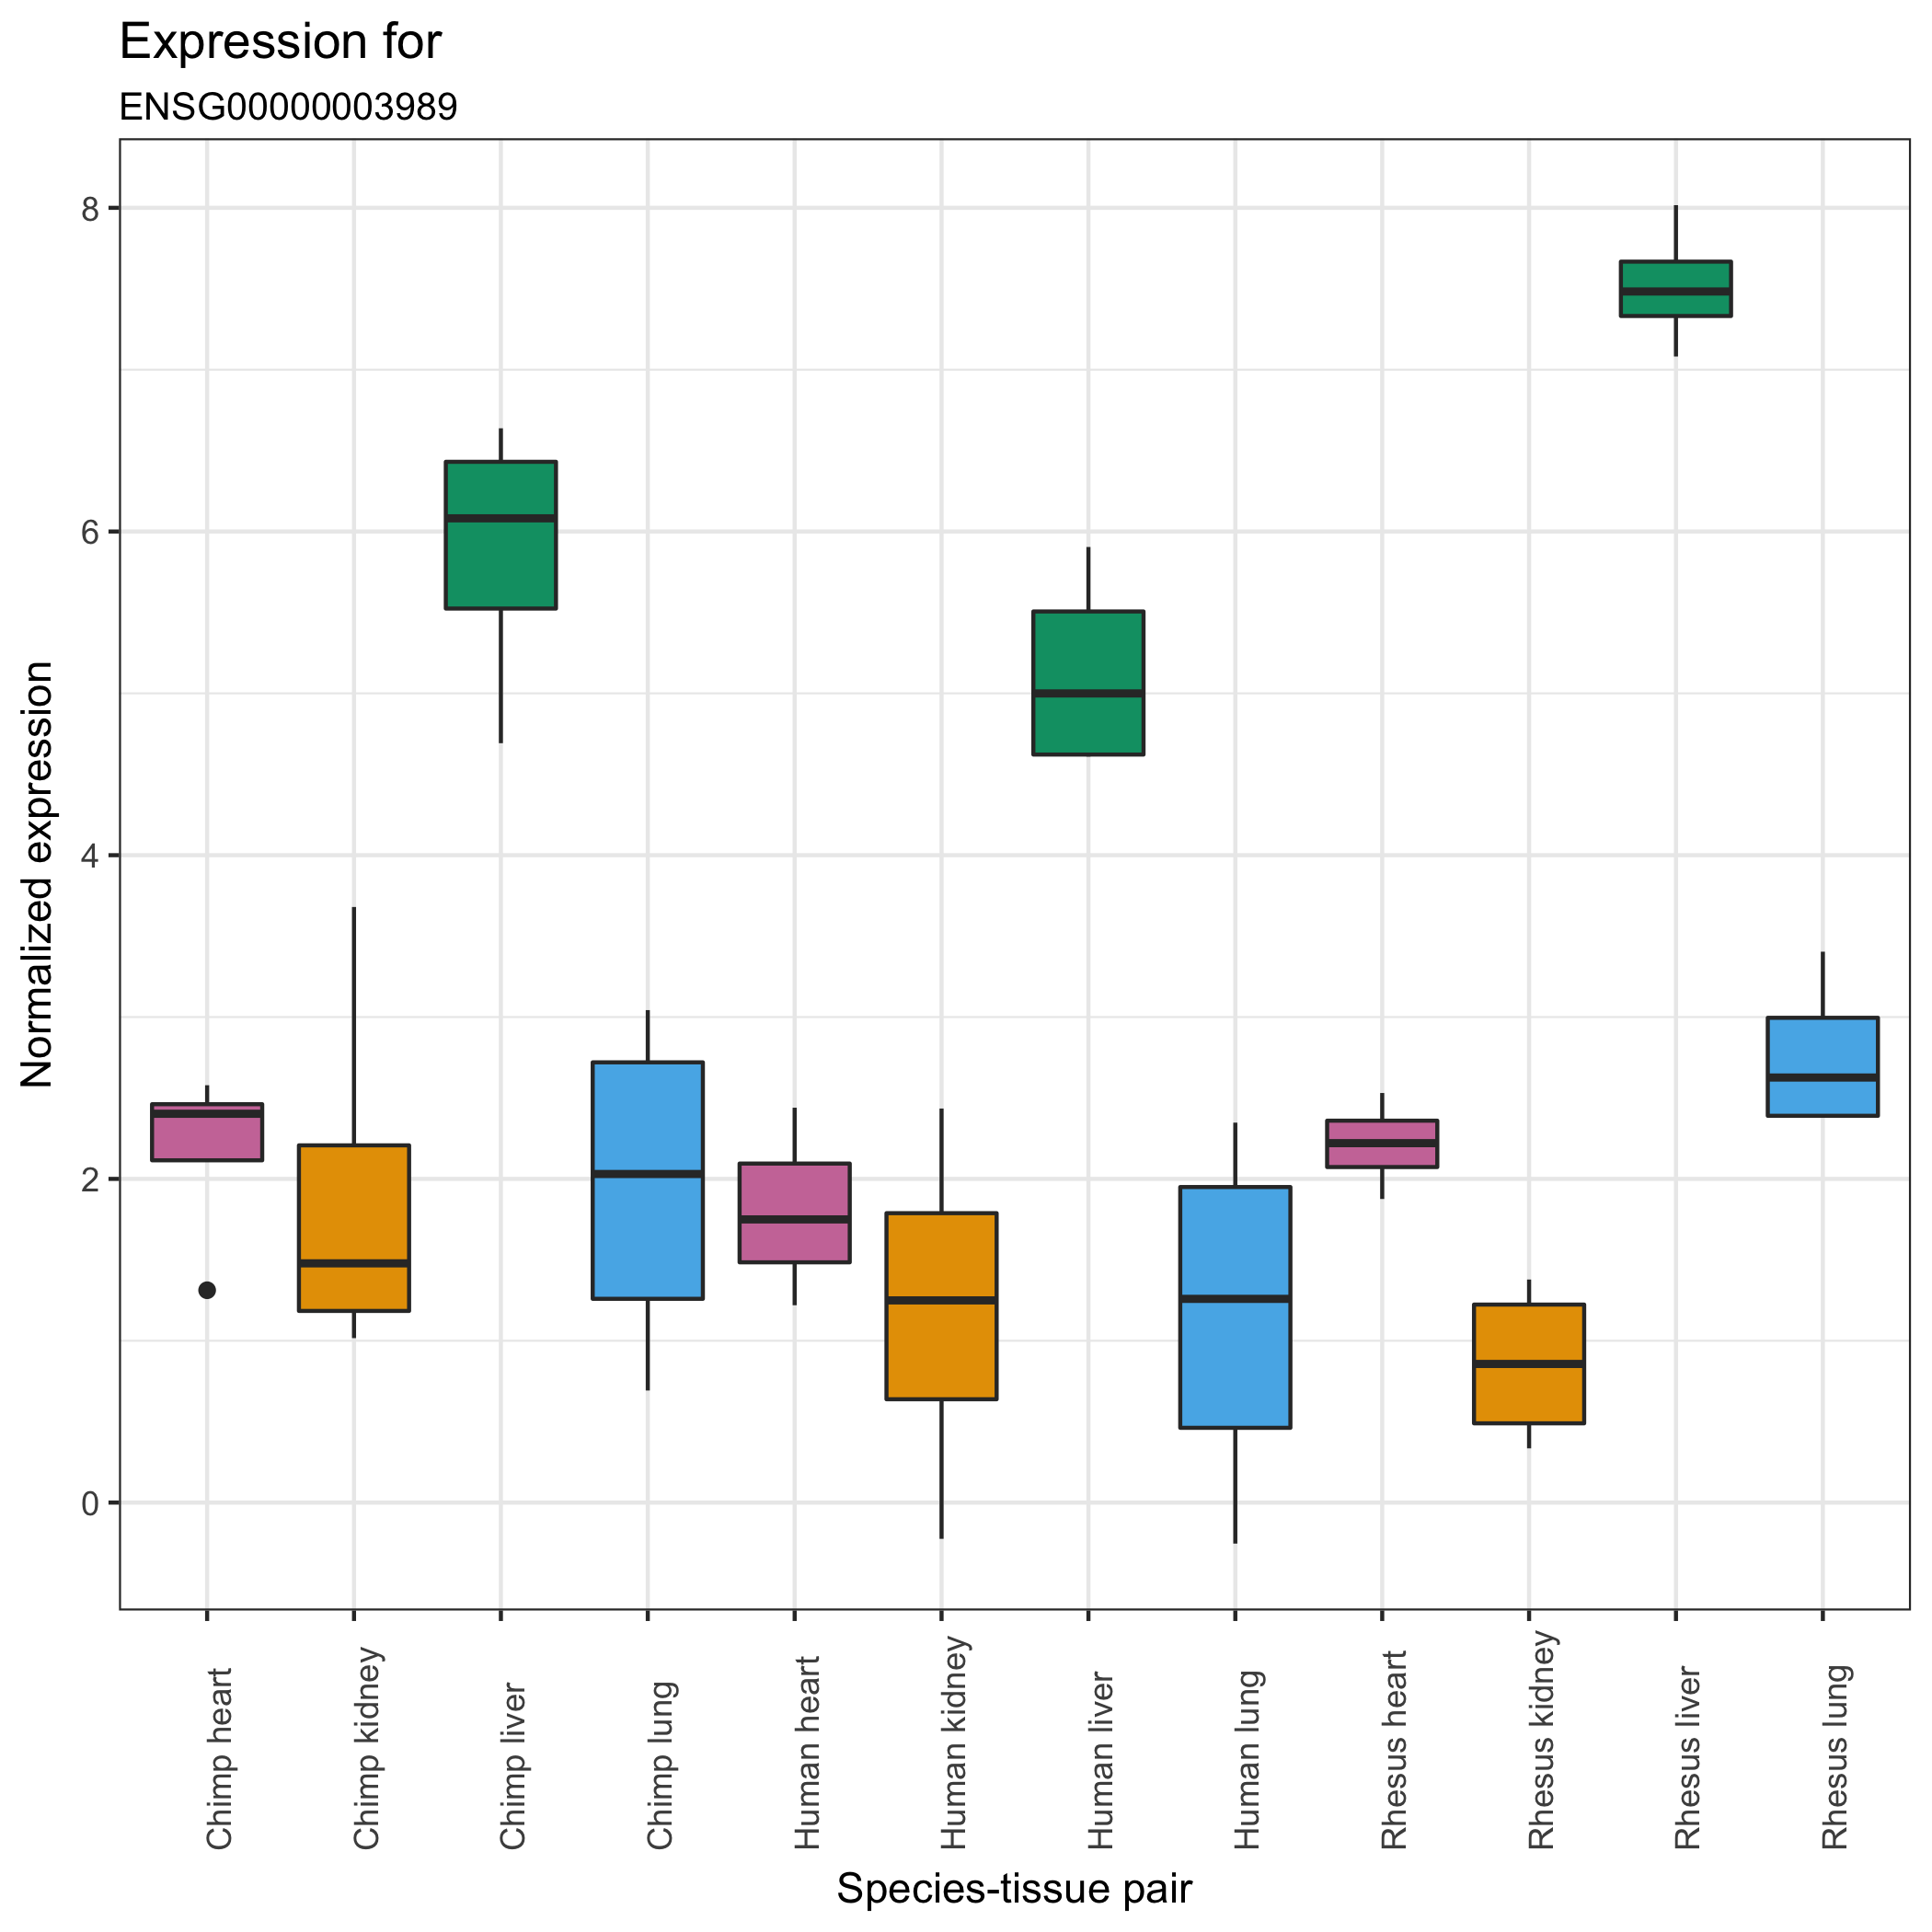 Expression for
ENSG00000003989
Normalized expression
8
6
4
2
0
Chimp heart
Chimp kidney
Chimp liver
Chimp lung
Human heart
Human kidney
Human liver
Human lung
Rhesus heart
Rhesus kidney
Rhesus liver
Rhesus lung
Species-tissue pair